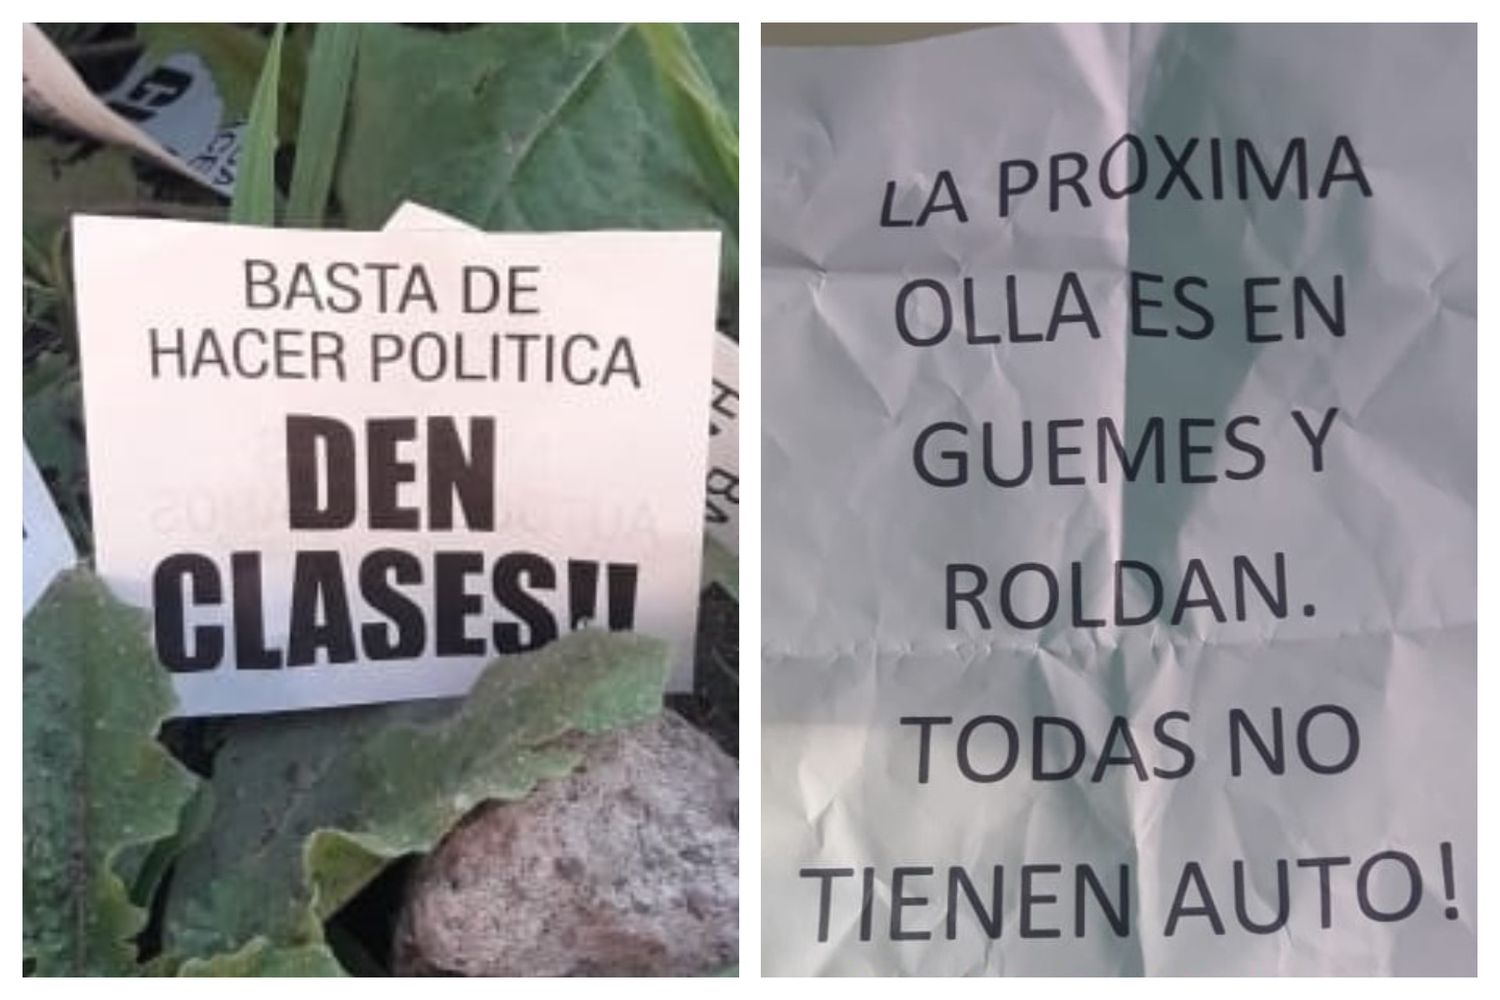 BASTA DE
HACER POLITICA
DEN
CLASES!!
LA PROXIMA
OLLA ES EN
GUEMES Y
ROLDAN.
TODAS NO
TIENEN AUTO!